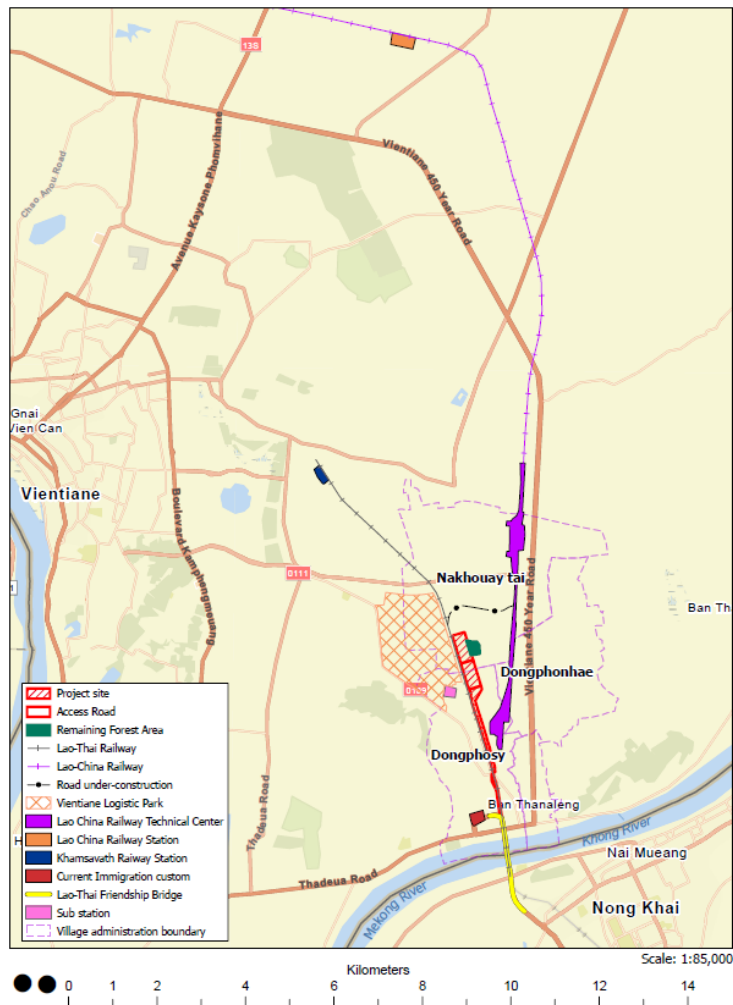 13B
Chao Anou Road
Avenue Kaysone Phomvihane
Vientiane 450 Year Road
Gnai
Vien Can
Vientiane
Boulevard Kamphengmeuang
0111
Nakhouay tai
Vientiane 450 Year Road
Ban Tha
Dongphonhae
0109
Dongphosy
Ban Thanaleng
Khong River
Nai Mueang
Thadeua Road
Thadeua Road
Mekong River
Nong Khai
1
H
Project site
Access Road
Remaining Forest Area
Lao-Thai Railway
Lao-China Railway
Road under-construction
Vientiane Logistic Park
Lao China Railway Technical Center
Lao China Railway Station
Khamsavath Raiway Station
Current Immigration custom
Lao-Thai Friendship Bridge
Sub station
Village administration boundary
Scale: 1:85,000
Kilometers
0 1 2 4 6 8 10 12 14